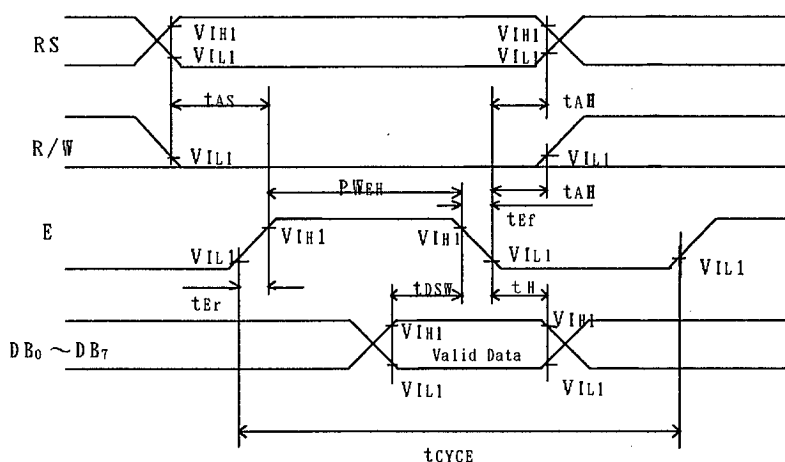 RS
VIH1
VIL1
VIH1
VIL1
tAS
tAH
R/W
VIL1
VIL1
PWEH
tAH
tEf
E
VIL1
VIH1
VIH1
VIL1
VIL1
tEr
tDSW
tH
DB0 ~DB7
VIH1
VIH1
Valid Data
VIL1
VIL1
tCYCE